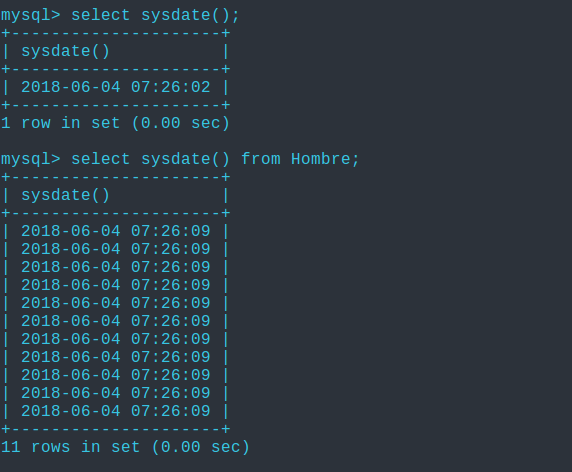 mysql> select sysdate();
+---------------------+
| sysdate()           |
+---------------------+
| 2018-06-04 07:26:02 |
+---------------------+
1 row in set (0.00 sec)

mysql> select sysdate() from Hombre;
+---------------------+
| sysdate()           |
+---------------------+
| 2018-06-04 07:26:09 |
| 2018-06-04 07:26:09 |
| 2018-06-04 07:26:09 |
| 2018-06-04 07:26:09 |
| 2018-06-04 07:26:09 |
| 2018-06-04 07:26:09 |
| 2018-06-04 07:26:09 |
| 2018-06-04 07:26:09 |
| 2018-06-04 07:26:09 |
| 2018-06-04 07:26:09 |
| 2018-06-04 07:26:09 |
+---------------------+
11 rows in set (0.00 sec)